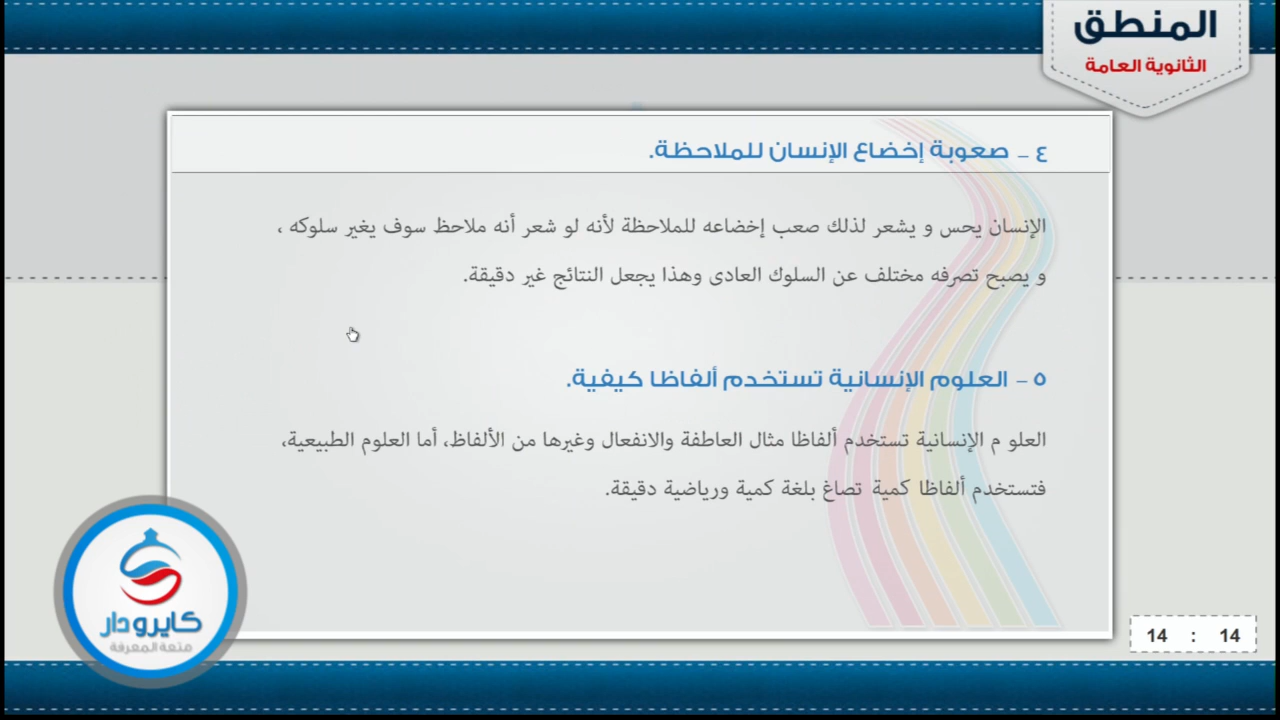 المنطق
الثانوية العامة
٤ - صعوبة إخضاع الإنسان للملاحظة.
الإنسان يحس و يشعر لذلك صعب إخضاعه للملاحظة لأنه لو شعر أنه ملاحظ سوف يغير سلوكه ،
و يصبح تصرفه مختلف عن السلوك العادى وهذا يجعل النتائج غير دقيقة.
٥ - العلوم الإنسانية تستخدم ألفاظا كيفية.
العلو م الإنسانية تستخدم ألفاظا مثال العاطفة والانفعال وغيرها من الألفاظ، أما العلوم الطبيعية،
فتستخدم ألفاظا كمية تصاغ بلغة كمية ورياضية دقيقة.
كايرودار
متعة المعرفة
14 : 14